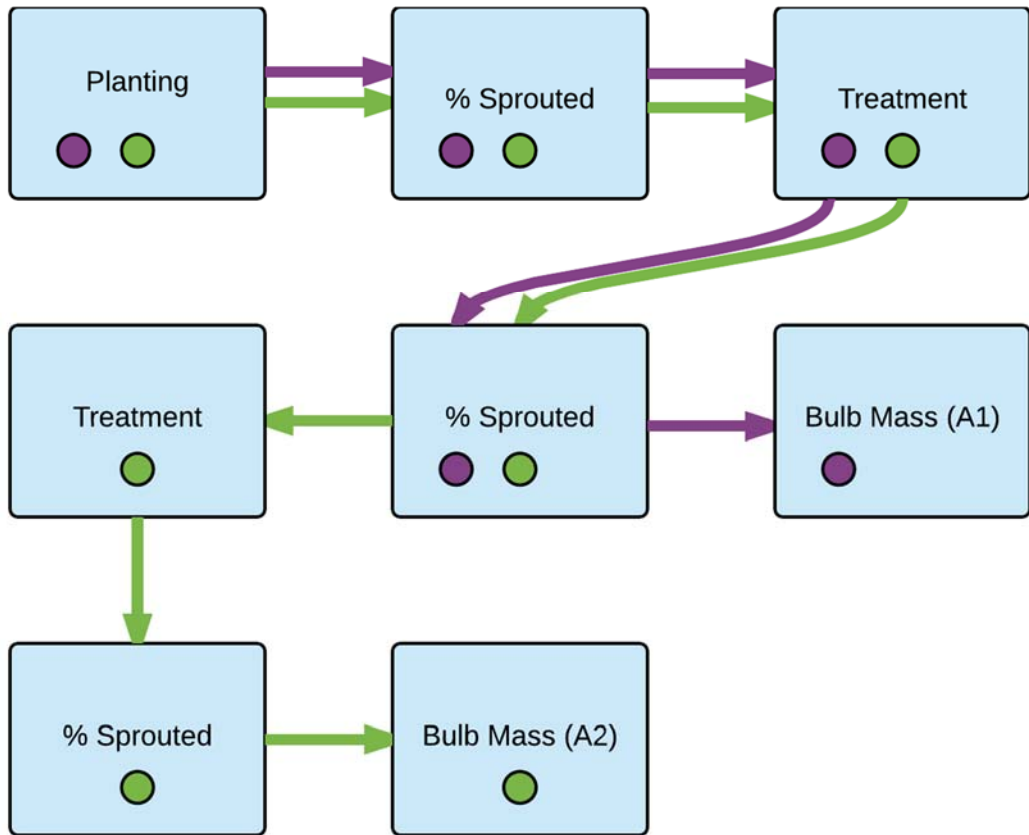 Planting
% Sprouted
Treatment
Treatment
% Sprouted
Bulb Mass (A1)
% Sprouted
Bulb Mass (A2)